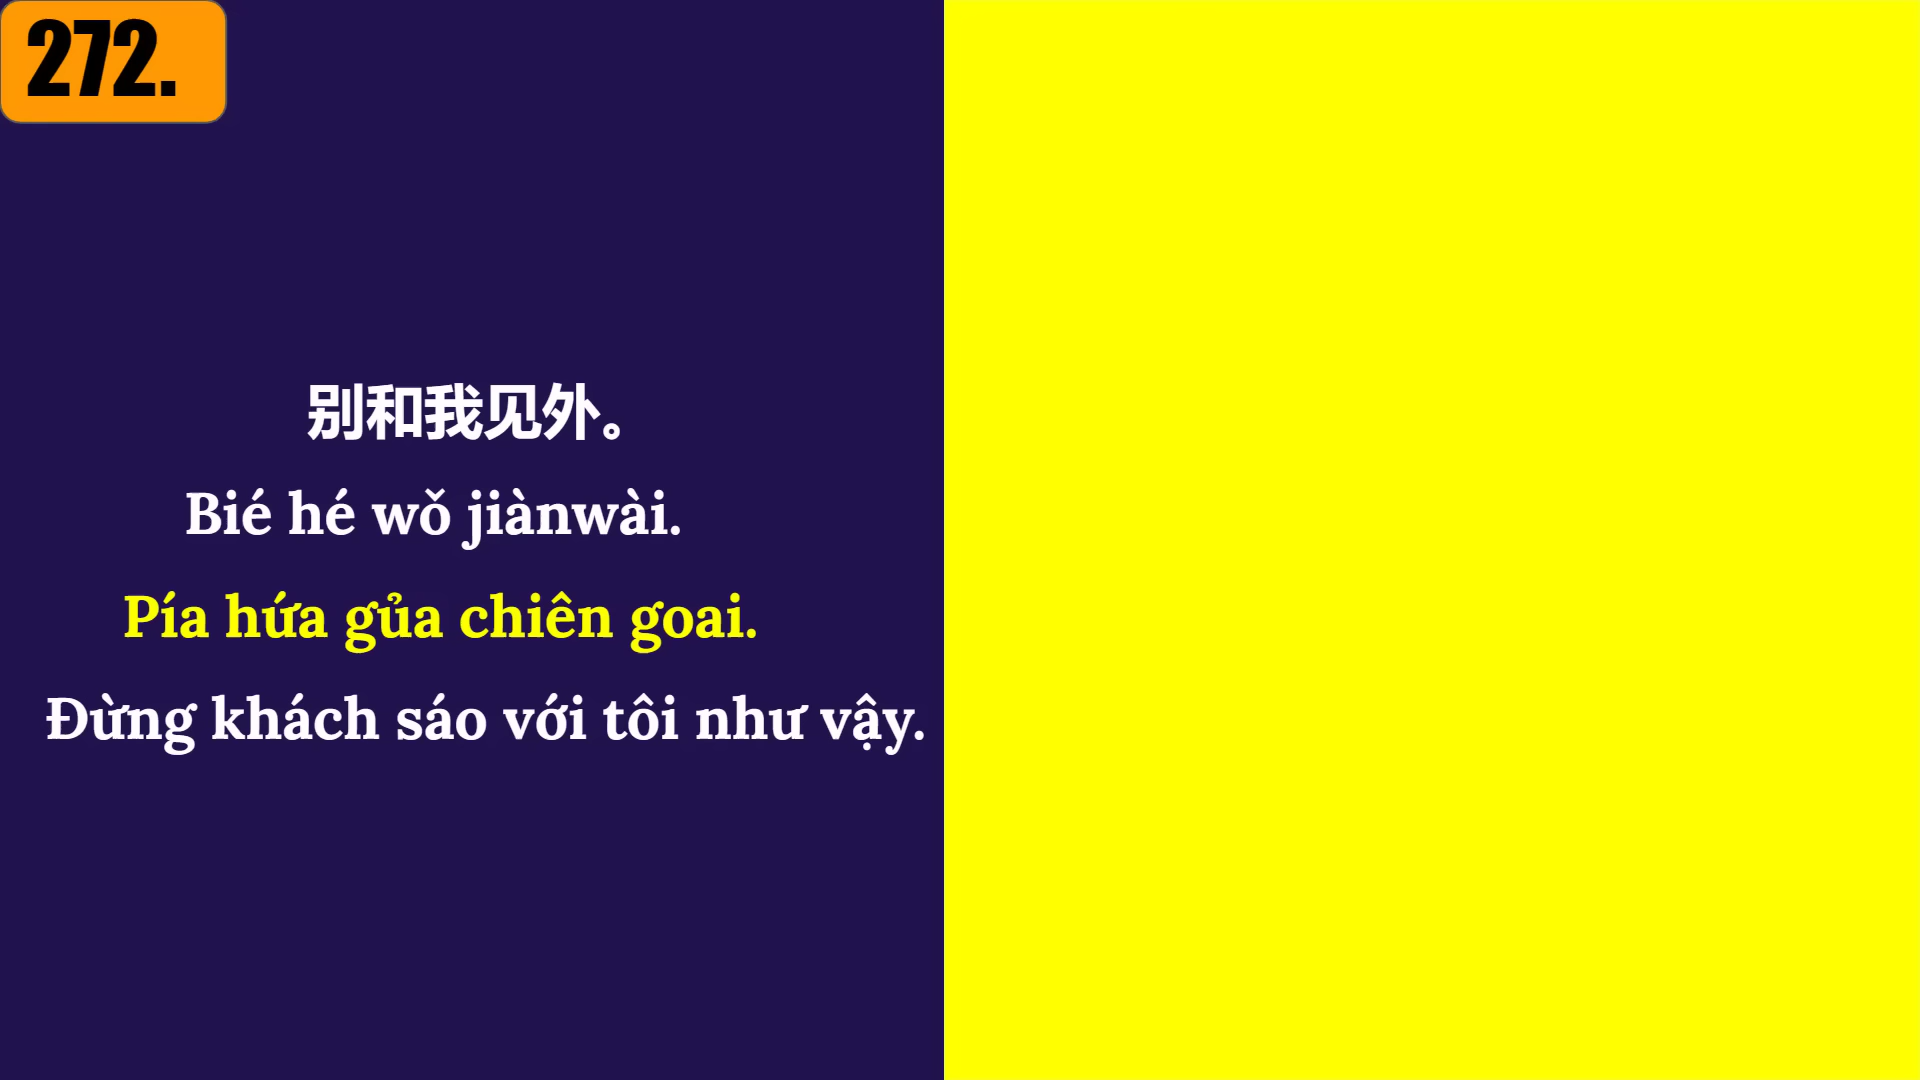 272.
别和我见外。
Bié hé wǒ jiànwài.
Pía hứa gủa chiên goai.
Đừng khách sáo với tôi như vậy.